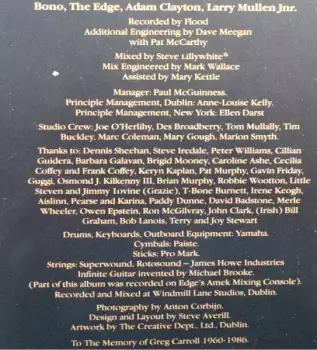 Bono, The Edge, Adam Clayton, Larry Mullen Jnr.
Recorded by Flood
Additional Engineering by Dave Meegan
with Pat McCarthy
Mixed by Steve Lillywhite*
Mix Engineered by Mark Wallace
Assisted by Mary Kettle
Manager: Paul McGuinness.
Principle Management, Dublin: Anne-Louise Kelly.
Principle Management, New York: Ellen Darst
Studio Crew: Joe O'Herlihy, Des Broadberry, Tom Mullally, Tim
Buckley, Marc Coleman, Mary Gough, Marion Smyth.
Thanks to: Dennis Sheehan, Steve Iredale, Peter Williams, Cillian
Guidera, Barbara Galavan, Brigid Mooney, Caroline Ashe, Cecilia
Coffey and Frank Coffey, Keryn Kaplan, Pat Murphy, Gavin Friday,
Guggi, Osmond J. Kilkenny III, Brian Murphy, Robbie Wootton, Little
Steven and Jimmy Iovine (Grazie), T-Bone Burnett, Irene Keogh,
Aislinn, Pearse and Karina, Paddy Dunne, David Badstone, Merle
Wheeler, Owen Epstein, Ron McGilvray, John Clark, (Irish) Bill
Graham, Bob Lanois, Terry and Joy Stewart
Drums, Keyboards, Outboard Equipment: Yamaha.
Cymbals: Paiste.
Sticks: Pro Mark.
Strings: Superwound, Rotosound – James Howe Industries
Infinite Guitar invented by Michael Brooke.
(Part of this album was recorded on Edge's Amek Mixing Console).
Recorded and Mixed at Windmill Lane Studios, Dublin.
Photography by Anton Corbijn.
Design and Layout by Steve Averill.
Artwork by The Creative Dept., Ltd., Dublin.
To The Memory of Greg Carroll 1960-1986.